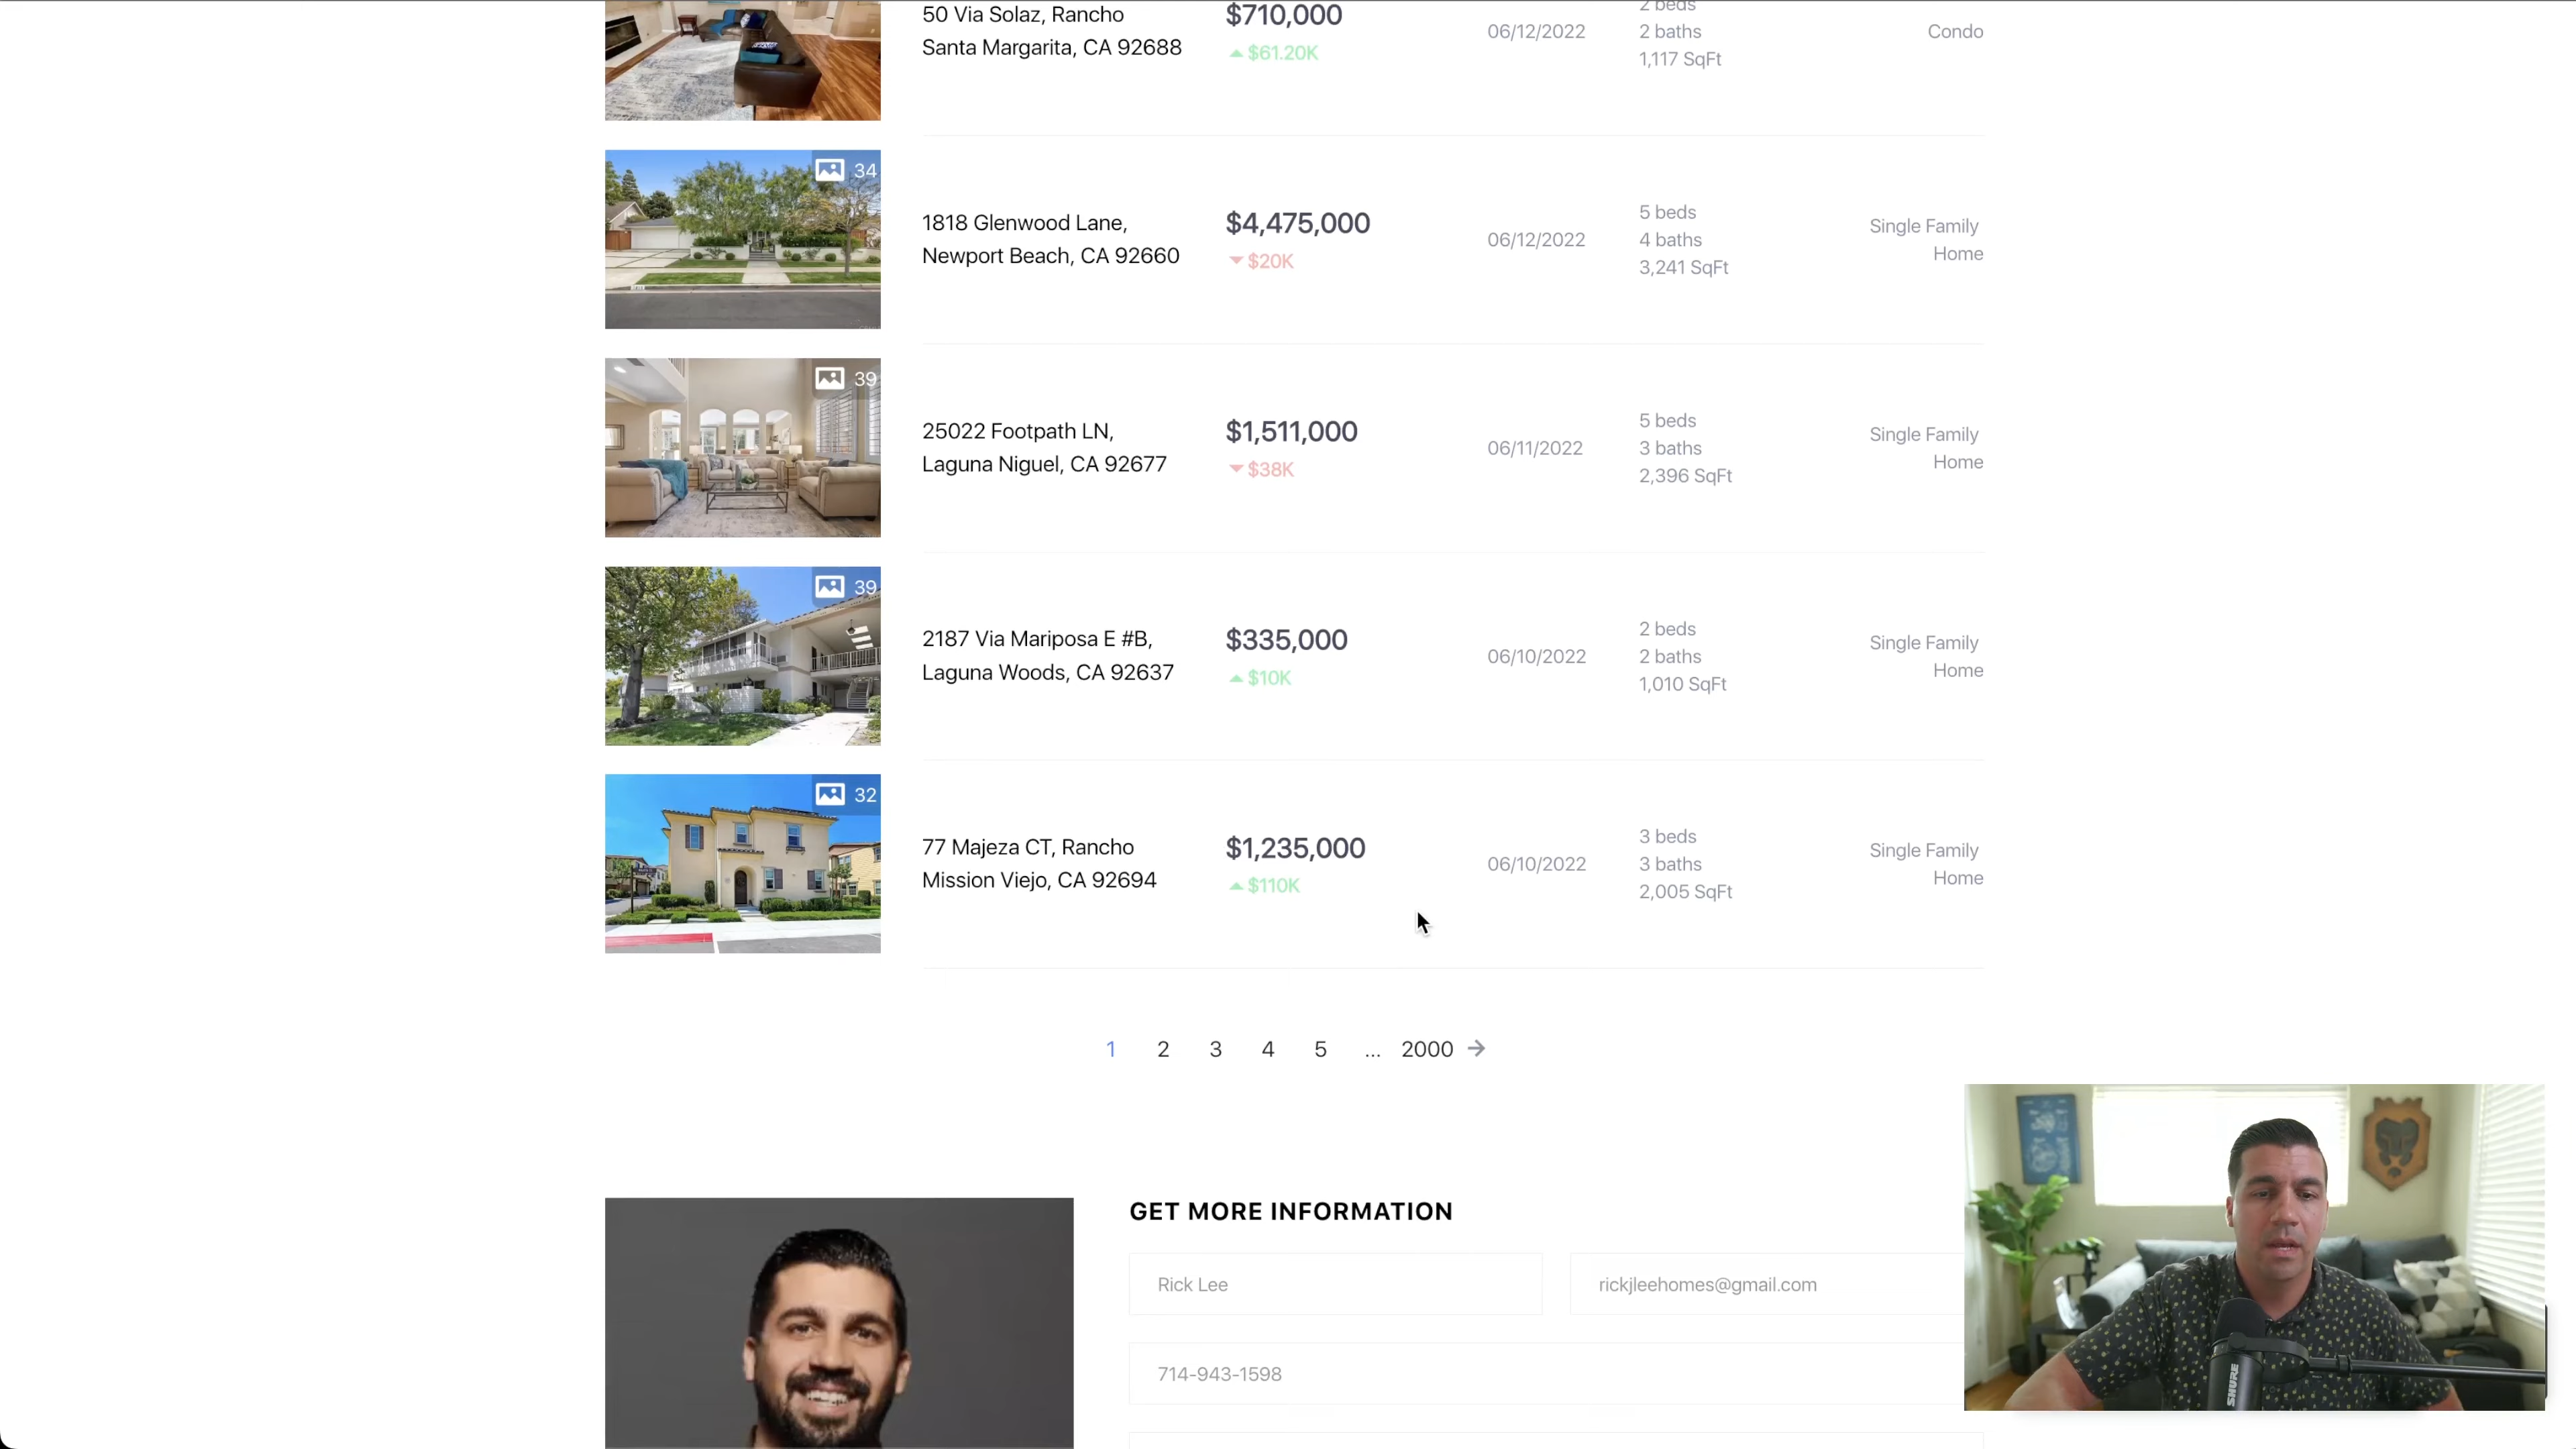 50 Via Solaz, Rancho
Santa Margarita, CA 92688
$710,000
$61.20K
06/12/2022
2 beds
2 baths
1,117 SqFt
Condo
34
1818 Glenwood Lane,
Newport Beach, CA 92660
$4,475,000
$20K
06/12/2022
5 beds
4 baths
3,241 SqFt
Single Family
Home
39
25022 Footpath LN,
Laguna Niguel, CA 92677
$1,511,000
$38K
06/11/2022
5 beds
3 baths
2,396 SqFt
Single Family
Home
39
2187 Via Mariposa E #B,
Laguna Woods, CA 92637
$335,000
$10K
06/10/2022
2 beds
2 baths
1,010 SqFt
Single Family
Home
32
77 Majeza CT, Rancho
Mission Viejo, CA 92694
$1,235,000
$110K
06/10/2022
3 beds
3 baths
2,005 SqFt
Single Family
Home
1 2 3 4 5 ... 2000
GET MORE INFORMATION
Rick Lee
rickjleehomes@gmail.com
714-943-1598
SHURE